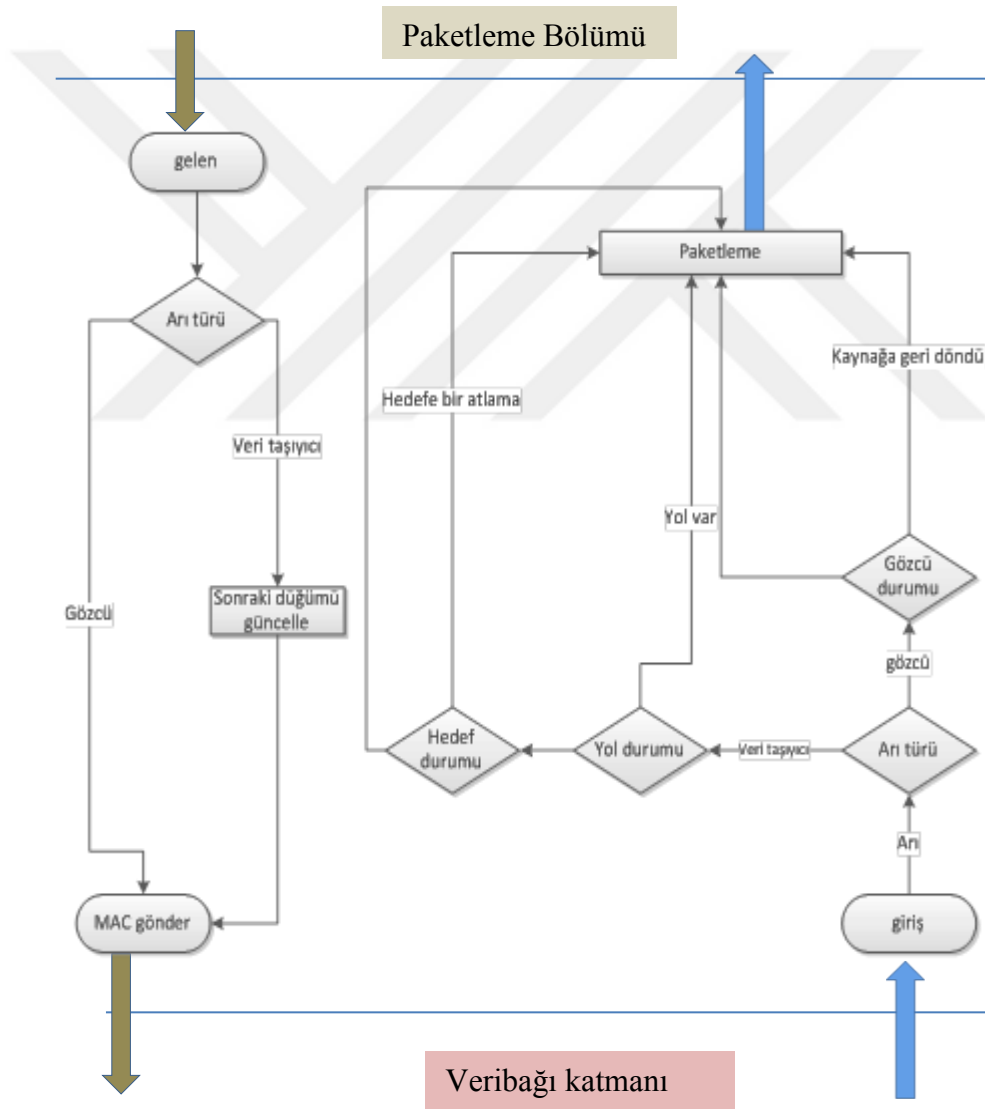 Paketleme Bölümü
gelen
Paketleme
Arı türü
Kaynağa geri döndü
Hedefe bir atlama
Veri taşıyıcı
Yol var
Gözcü
durumu
Gözcü
Sonraki düğümü
güncelle
gözcü
Hedef
durumu
Yol durumu
Veri taşıyıcı
Arı türü
Arı
MAC gönder
giriş
Veribağı katmanı